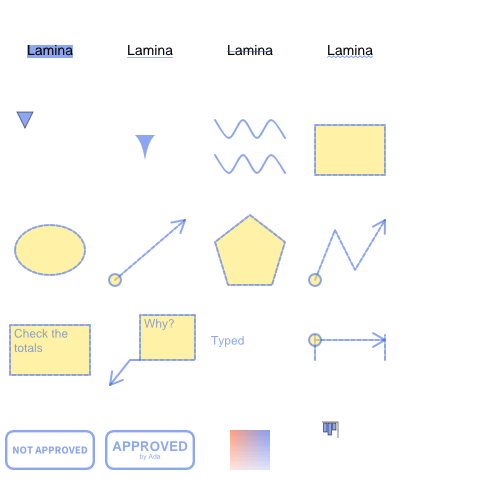 Lamina Lamina Lamina Lamina
Check the
totals
Why?
Typed
NOT APPROVED
APPROVED
by Ada